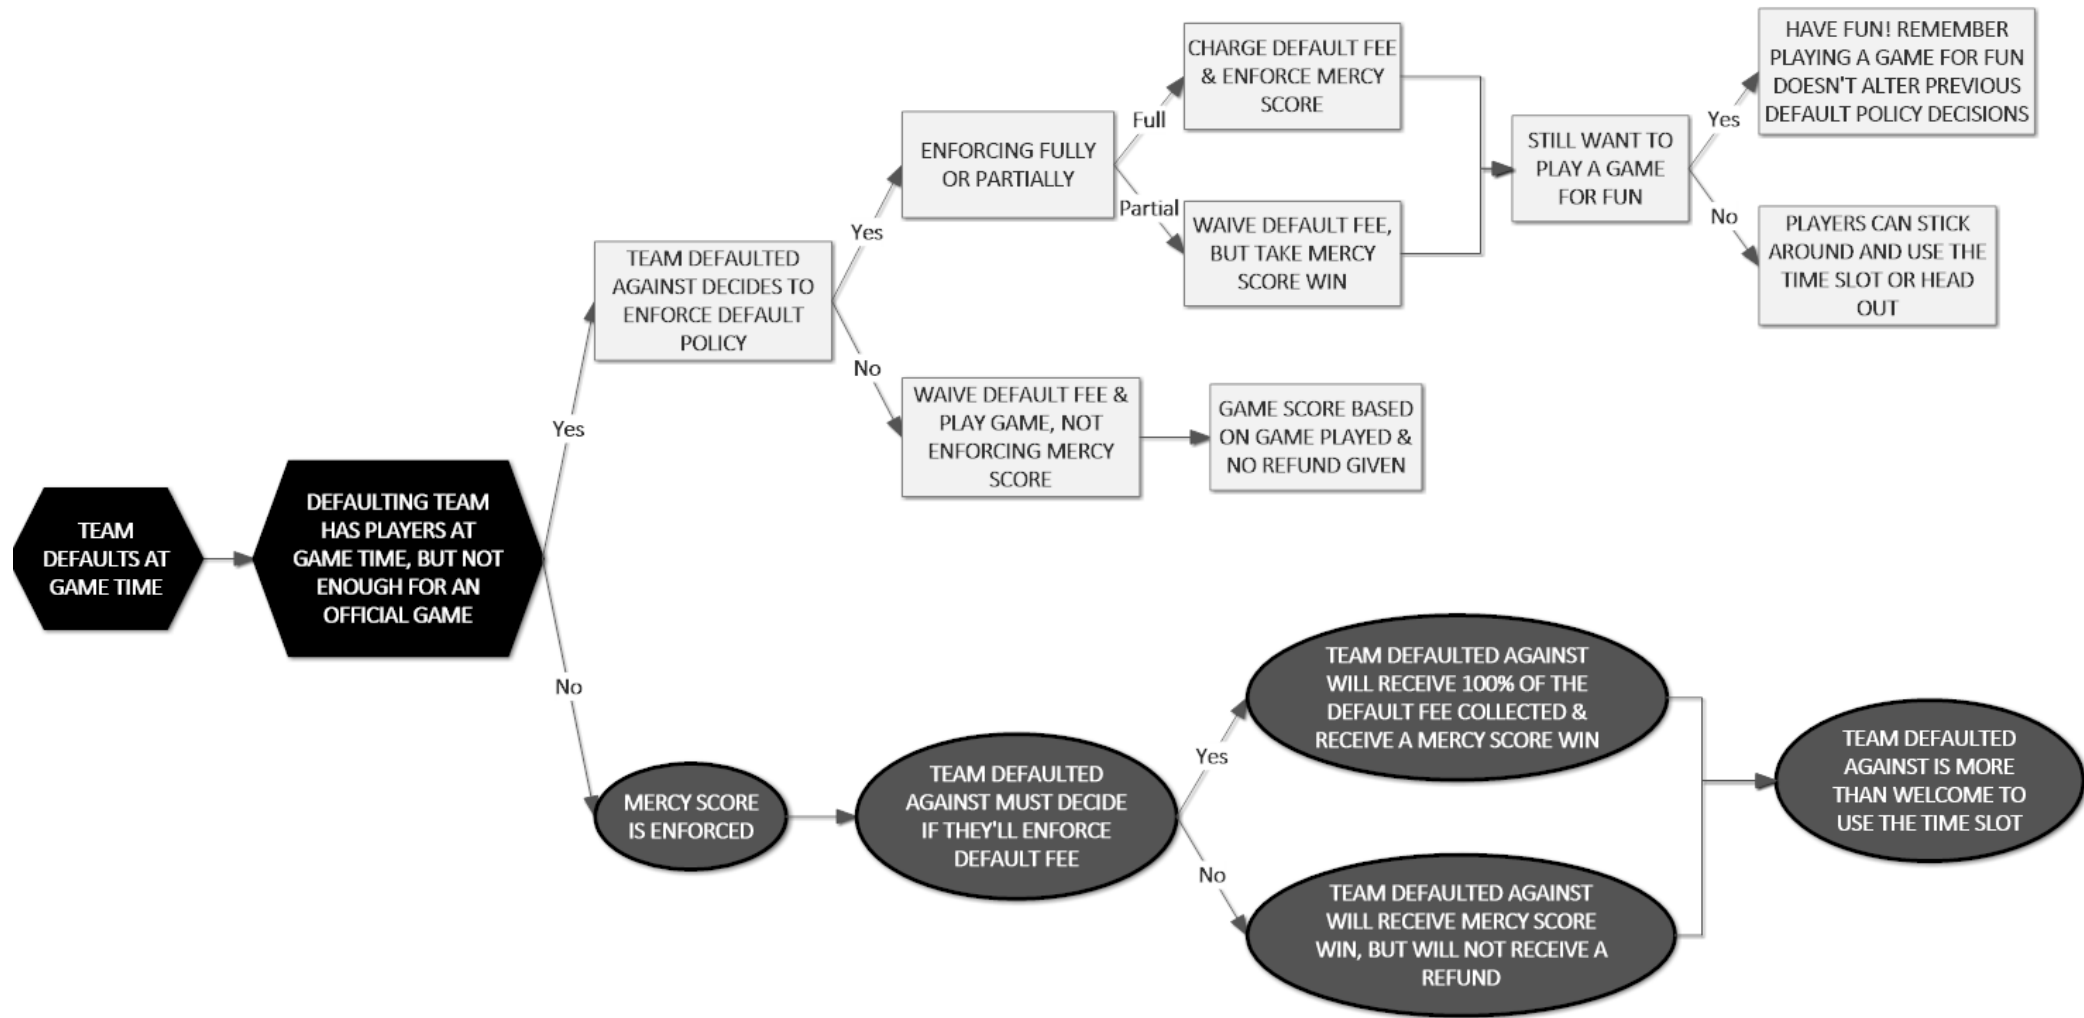 TEAM
DEFAULTS AT
GAME TIME
DEFAULTING TEAM
HAS PLAYERS AT
GAME TIME, BUT NOT
ENOUGH FOR AN
OFFICIAL GAME
Yes
TEAM DEFAULTED
AGAINST DECIDES TO
ENFORCE DEFAULT
POLICY
Yes
ENFORCING FULLY
OR PARTIALLY
Full
CHARGE DEFAULT FEE
& ENFORCE MERCY
SCORE
Partial
WAIVE DEFAULT FEE,
BUT TAKE MERCY
SCORE WIN
STILL WANT TO
PLAY A GAME
FOR FUN
Yes
HAVE FUN! REMEMBER
PLAYING A GAME FOR FUN
DOESN'T ALTER PREVIOUS
DEFAULT POLICY DECISIONS
No
PLAYERS CAN STICK
AROUND AND USE THE
TIME SLOT OR HEAD
OUT
No
WAIVE DEFAULT FEE &
PLAY GAME, NOT
ENFORCING MERCY
SCORE
GAME SCORE BASED
ON GAME PLAYED &
NO REFUND GIVEN
No
MERCY SCORE
IS ENFORCED
TEAM DEFAULTED
AGAINST MUST DECIDE
IF THEY'LL ENFORCE
DEFAULT FEE
Yes
TEAM DEFAULTED AGAINST
WILL RECEIVE 100% OF THE
DEFAULT FEE COLLECTED &
RECEIVE A MERCY SCORE WIN
No
TEAM DEFAULTED AGAINST
WILL RECEIVE MERCY SCORE
WIN, BUT WILL NOT RECEIVE A
REFUND
TEAM DEFAULTED
AGAINST IS MORE
THAN WELCOME TO
USE THE TIME SLOT